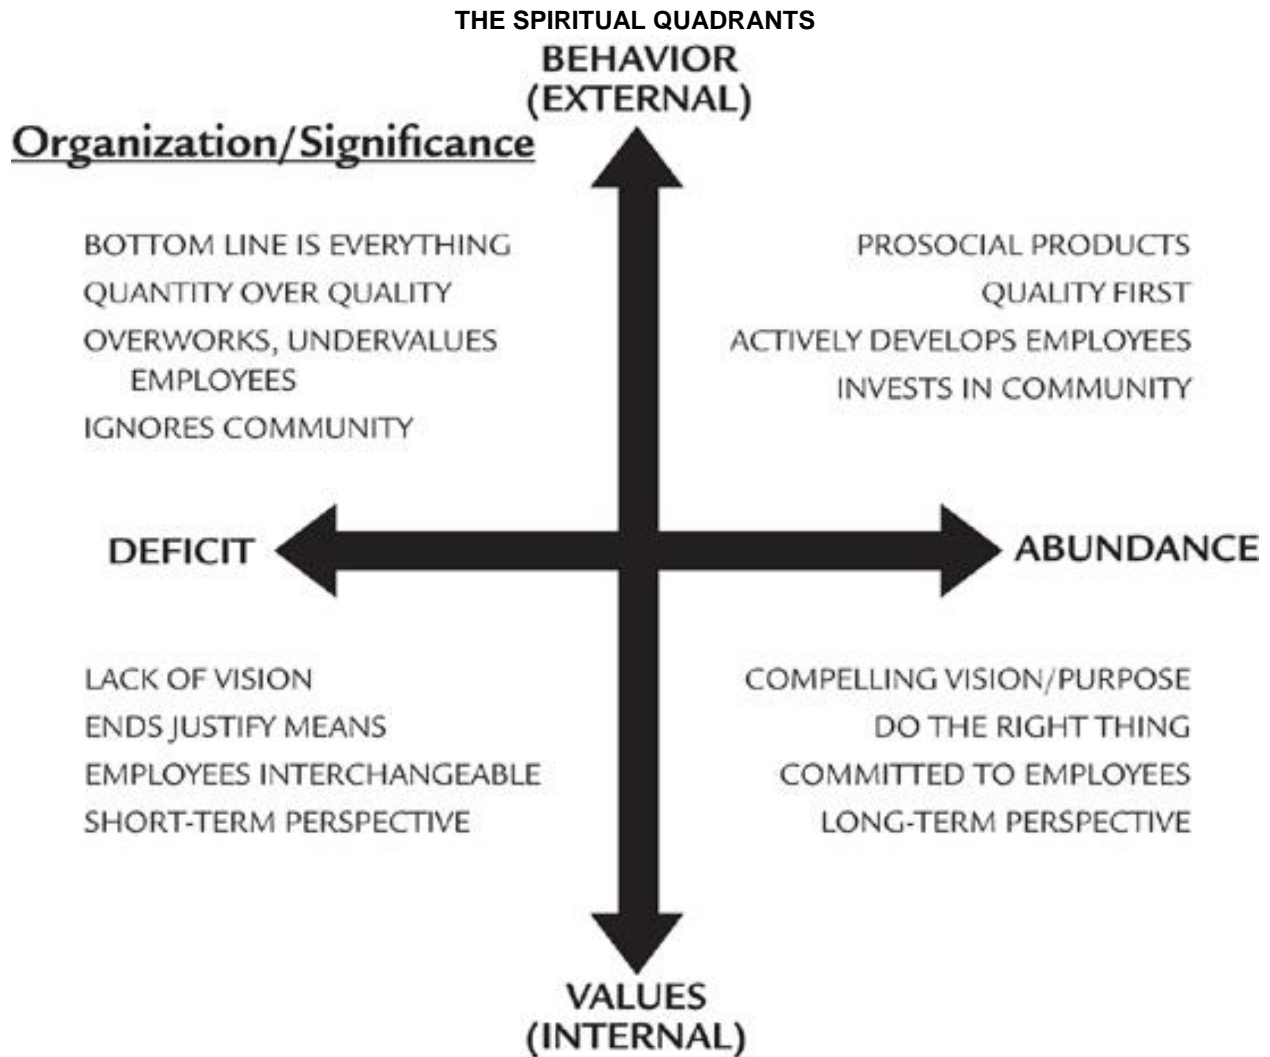 THE SPIRITUAL QUADRANTS
BEHAVIOR
(EXTERNAL)
Organization/Significance
BOTTOM LINE IS EVERYTHING
QUANTITY OVER QUALITY
OVERWORKS, UNDERVALUES
EMPLOYEES
IGNORES COMMUNITY
PROSOCIAL PRODUCTS
QUALITY FIRST
ACTIVELY DEVELOPS EMPLOYEES
INVESTS IN COMMUNITY
DEFICIT
ABUNDANCE
LACK OF VISION
ENDS JUSTIFY MEANS
EMPLOYEES INTERCHANGEABLE
SHORT-TERM PERSPECTIVE
COMPELLING VISION/PURPOSE
DO THE RIGHT THING
COMMITTED TO EMPLOYEES
LONG-TERM PERSPECTIVE
VALUES
(INTERNAL)